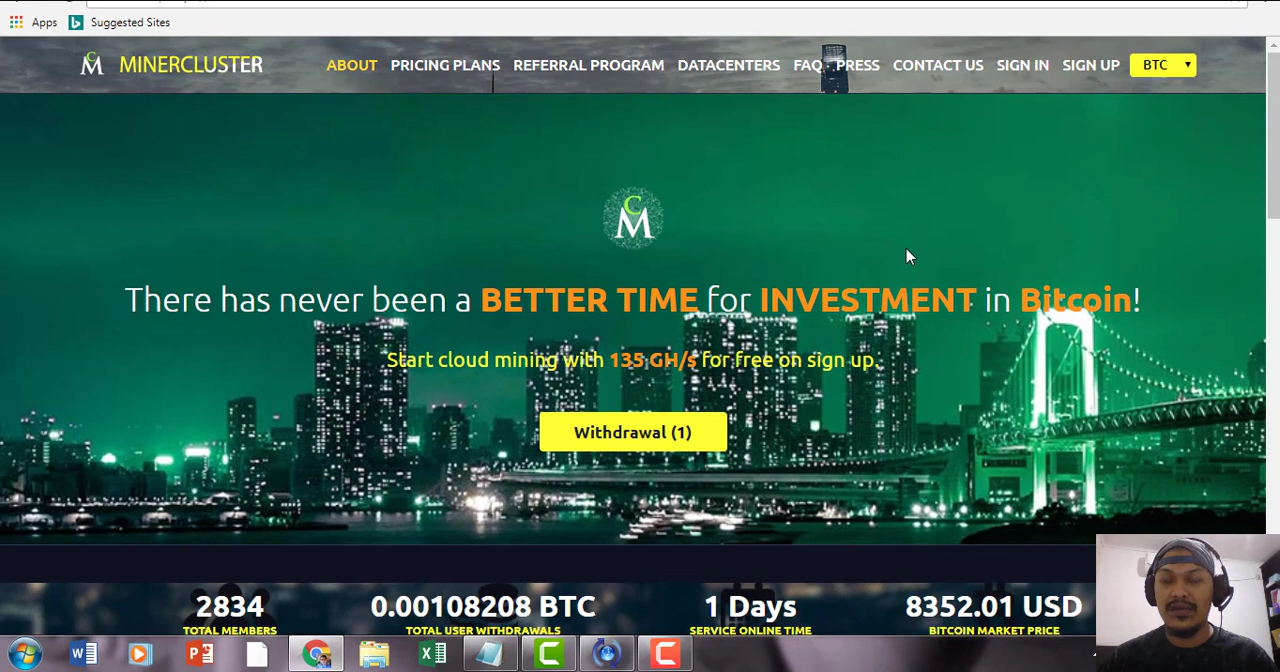 Apps Suggested Sites
CM MINERCLUSTER ABOUT PRICING PLANS REFERRAL PROGRAM DATACENTERS FAQ PRESS CONTACT US SIGN IN SIGN UP BTC
CM
There has never been a BETTER TIME for INVESTMENT in Bitcoin!
Start cloud mining with 135 GH/s for free on sign up.
Withdrawal (1)
2834 0.00108208 BTC 1 Days 8352.01 USD
TOTAL MEMBERS TOTAL USER WITHDRAWALS SERVICE ONLINE TIME BITCOIN MARKET PRICE